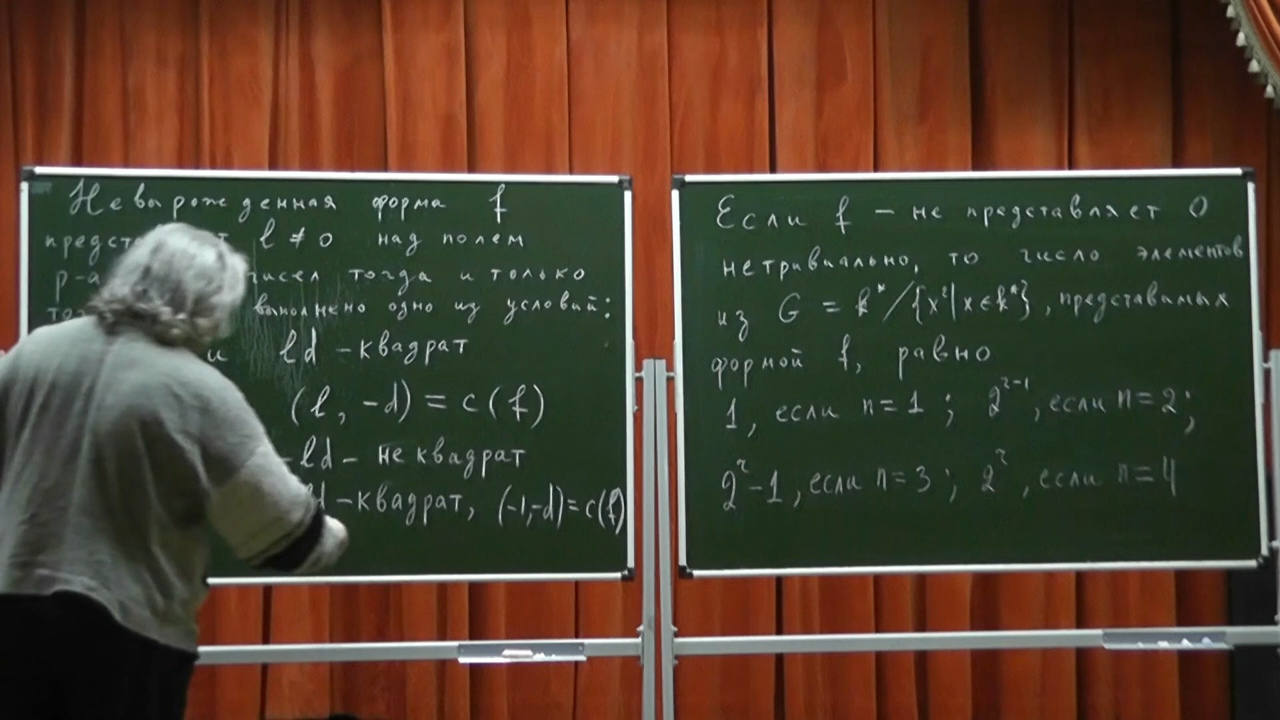 Невырожденная форма f
l ≠ 0 над полем
тогда и только
выполнено одно из условий:
ld – квадрат
(l, -d) = c(f)
-ld – не квадрат
ld – квадрат, (-1,-d)=c(f)
Если f – не представляет 0
нетривиально, то число элементов
из G = k*/{x²|x∈k*}, представимых
формой f, равно
1, если n=1; 2^{r-1}, если n=2;
2^r-1, если n=3; 2^r, если n=4